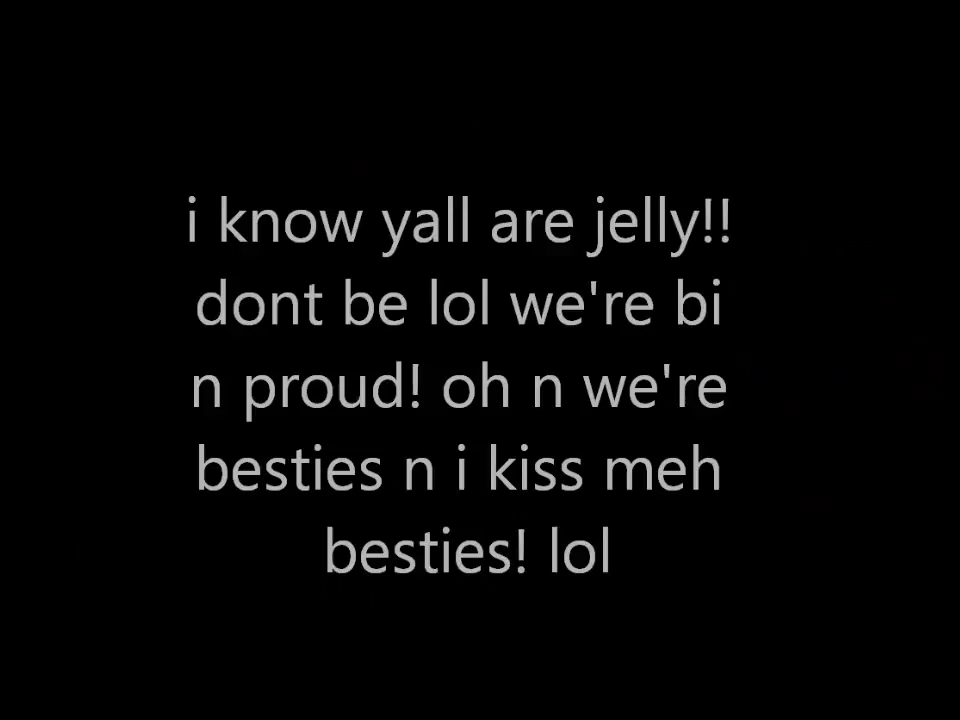 i know yall are jelly!!
dont be lol we're bi
n proud! oh n we're
besties n i kiss meh
besties! lol